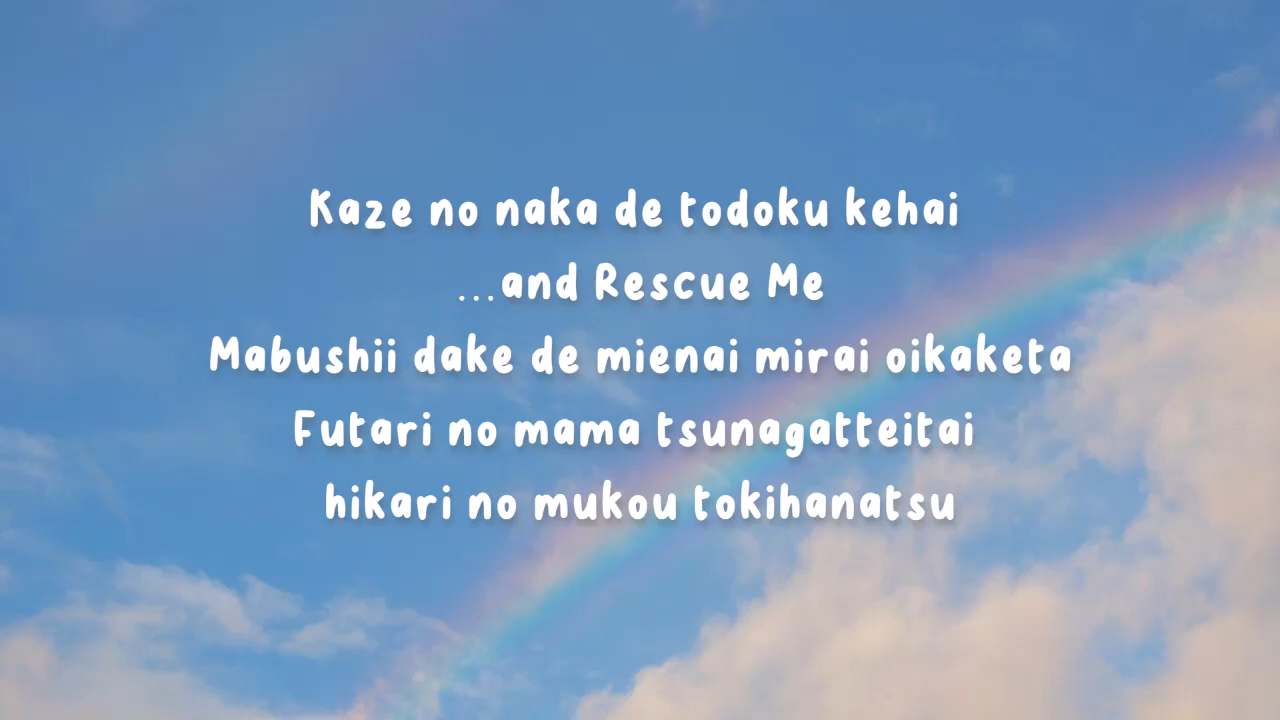 Kaze no naka de todoku kehai
...and Rescue Me
Mabushii dake de mienai mirai oikaketa
Futari no mama tsunagatteitai
hikari no mukou tokihanatsu